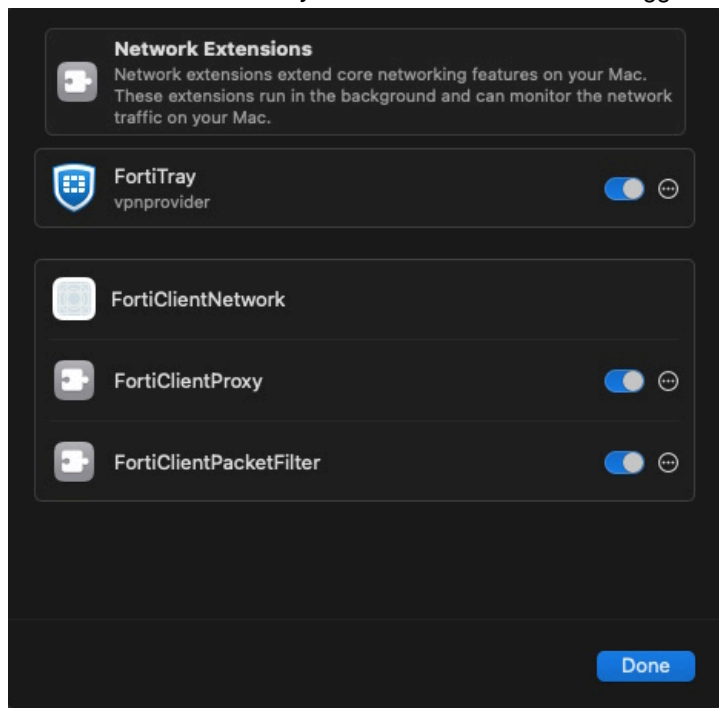 Network Extensions
Network extensions extend core networking features on your Mac.
These extensions run in the background and can monitor the network
traffic on your Mac.
FortiTray
vpnprovider
FortiClientNetwork
FortiClientProxy
FortiClientPacketFilter
Done